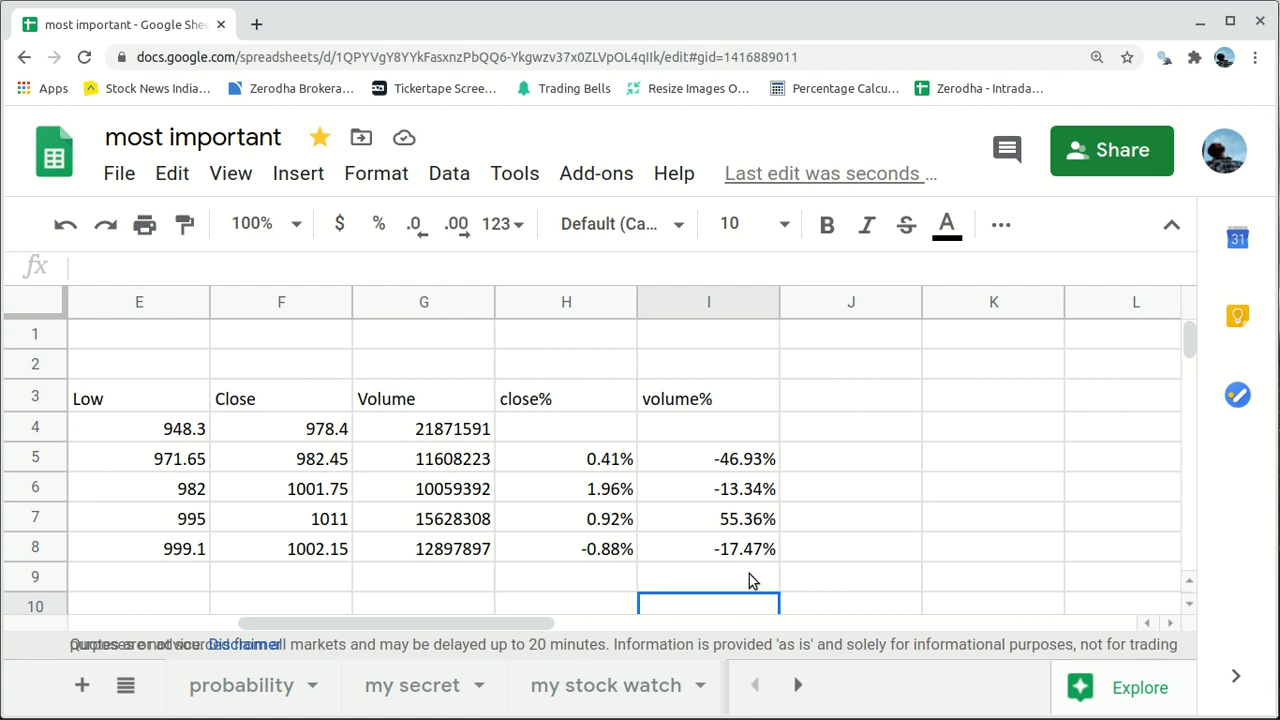 most important - Google She
docs.google.com/spreadsheets/d/1QPYVgY8YYkFasxnzPbQQ6-Ykgwzv37x0ZLVpOL4qIIk/edit#gid=1416889011
Apps Stock News India... Zerodha Brokera... Tickertape Scree... Trading Bells Resize Images O... Percentage Calcu... Zerodha - Intrada...
most important
Share
File Edit View Insert Format Data Tools Add-ons Help Last edit was seconds ...
100% $ % .0 .00 123 Default (Ca... 10 B I S A ...
31
fx
E F G H I J K L
1
2
3 Low Close Volume close% volume%
4 948.3 978.4 21871591
5 971.65 982.45 11608223 0.41% -46.93%
6 982 1001.75 10059392 1.96% -13.34%
7 995 1011 15628308 0.92% 55.36%
8 999.1 1002.15 12897897 -0.88% -17.47%
9
10
Disclaimer all markets and may be delayed up to 20 minutes. Information is provided 'as is' and solely for informational purposes, not for trading
+ probability my secret my stock watch Explore